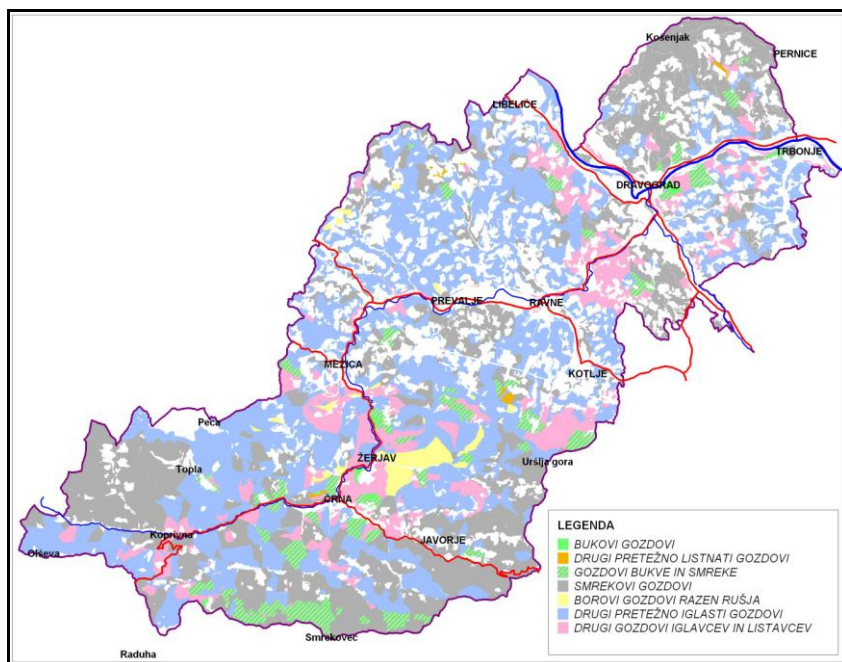 Košenjak
PERNICE
LIBELIČE
TRBONJE
DRAVOGRAD
PREVALJE
RAVNE
MEŽICA
KOTLJE
Peca
ŽERJAV
Uršlja gora
Topla
ČRNA
Koprivna
JAVORJE
Olševa
Smrekovec
Raduha
LEGENDA
BUKOVI GOZDOVI
DRUGI PRETEŽNO LISTNATI GOZDOVI
GOZDOVI BUKVE IN SMREKE
SMREKOVI GOZDOVI
BOROVI GOZDOVI RAZEN RUŠJA
DRUGI PRETEŽNO IGLASTI GOZDOVI
DRUGI GOZDOVI IGLAVCEV IN LISTAVCEV